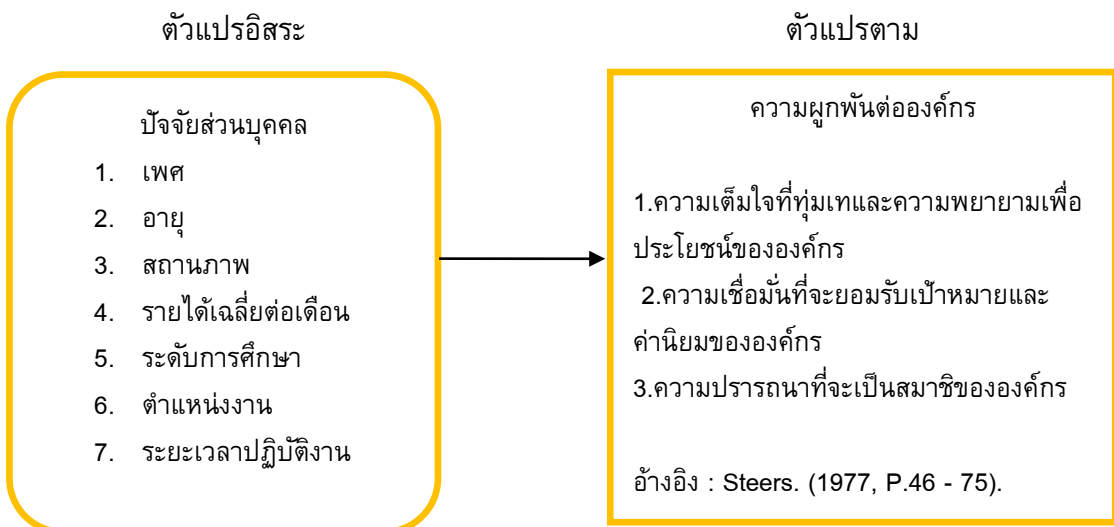 ตัวแปรอิสระ
ปัจจัยส่วนบุคคล
1. เพศ
2. อายุ
3. สถานภาพ
4. รายได้เฉลี่ยต่อเดือน
5. ระดับการศึกษา
6. ตำแหน่งงาน
7. ระยะเวลาปฏิบัติงาน
ตัวแปรตาม
ความผูกพันต่อองค์กร
1.ความเต็มใจที่ทุ่มเทและความพยายามเพื่อ
ประโยชน์ขององค์กร
2.ความเชื่อมั่นที่จะยอมรับเป้าหมายและ
ค่านิยมขององค์กร
3.ความปรารถนาที่จะเป็นสมาชิขององค์กร
อ้างอิง : Steers. (1977, P.46 - 75).